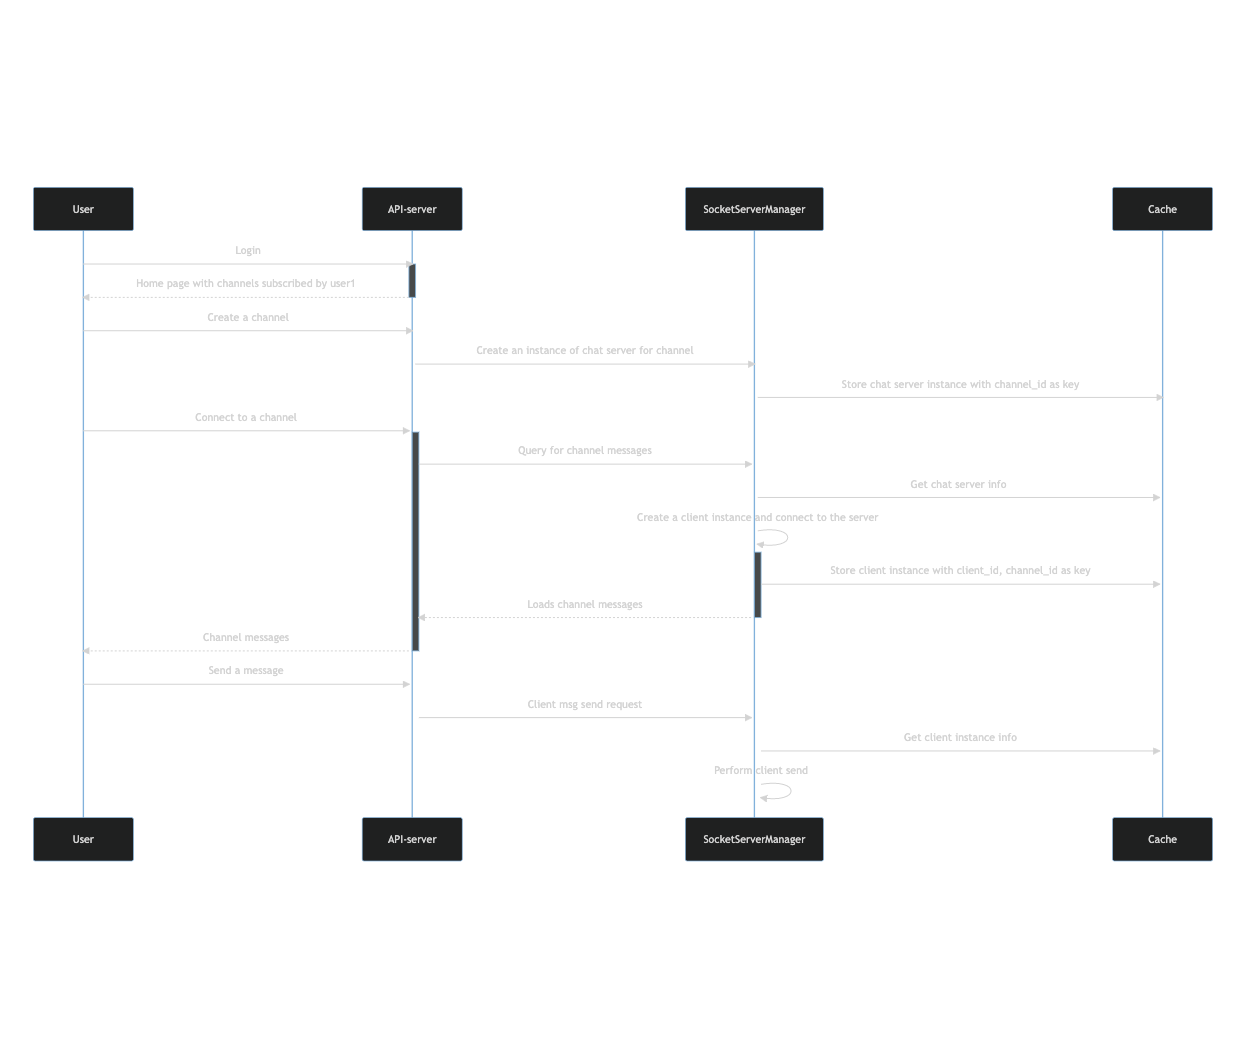 User
API-server
SocketServerManager
Cache
Login
Home page with channels subscribed by user1
Create a channel
Create an instance of chat server for channel
Store chat server instance with channel_id as key
Connect to a channel
Query for channel messages
Get chat server info
Create a client instance and connect to the server
Store client instance with client_id, channel_id as key
Loads channel messages
Channel messages
Send a message
Client msg send request
Get client instance info
Perform client send
User
API-server
SocketServerManager
Cache